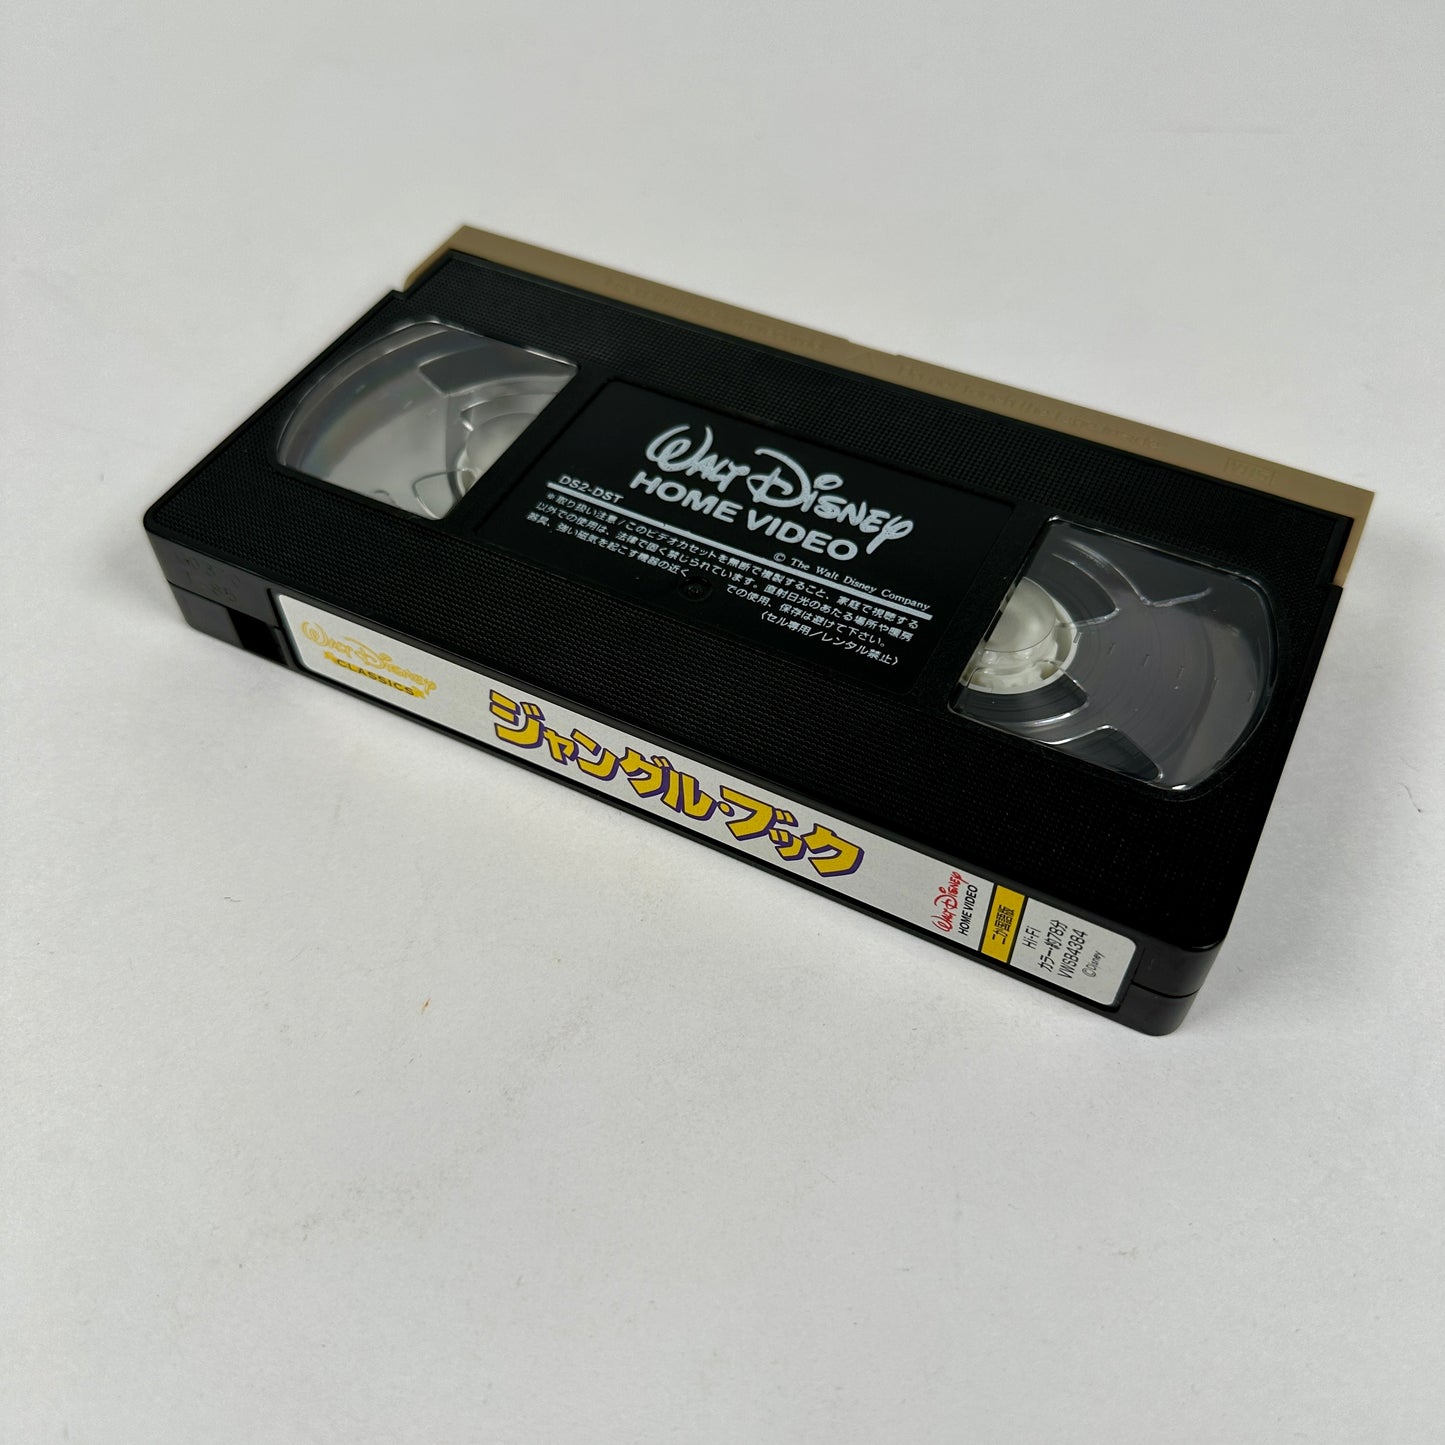 WALT DISNEY
HOME VIDEO
DS2-DST
© The Walt Disney Company
*取り扱い注意/このビデオカセットを無断で複製すること、家庭で視聴する
以外での使用は、法律で固く禁じられています。直射日光のあたる場所や暖房
器具、強い磁気を起こす機器の近く での使用、保存は避けて下さい。
(セル専用/レンタル禁止)
WALT DISNEY
CLASSICS
ジャングル・ブック
WALT DISNEY
HOME VIDEO
二か国語版
Hi-Fi
カラー・約78分
VWSB4384
©Disney
VHS